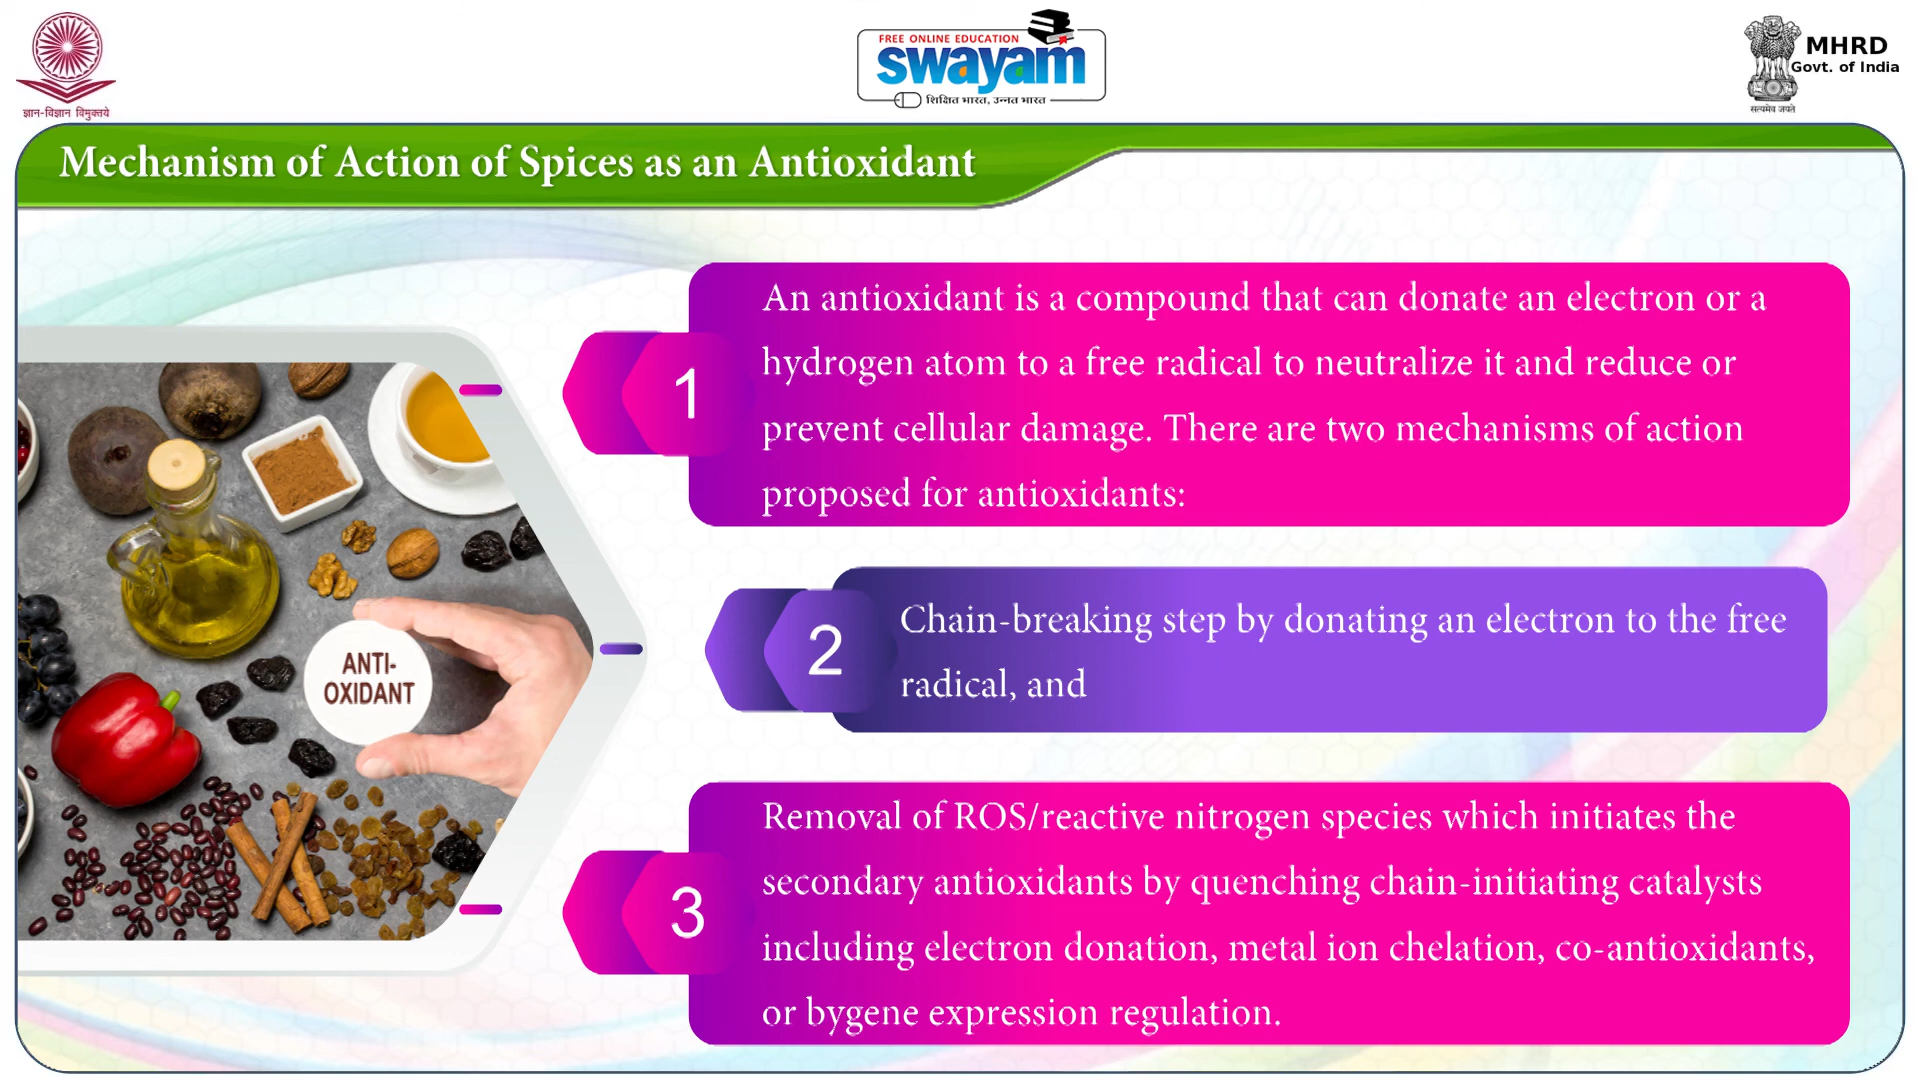 ज्ञान-विज्ञान विमुक्तये
FREE ONLINE EDUCATION
swayam
शिक्षित भारत, उन्नत भारत
MHRD
Govt. of India
सत्यमेव जयते
Mechanism of Action of Spices as an Antioxidant
ANTI-
OXIDANT
1
An antioxidant is a compound that can donate an electron or a
hydrogen atom to a free radical to neutralize it and reduce or
prevent cellular damage. There are two mechanisms of action
proposed for antioxidants:
2
Chain-breaking step by donating an electron to the free
radical, and
3
Removal of ROS/reactive nitrogen species which initiates the
secondary antioxidants by quenching chain-initiating catalysts
including electron donation, metal ion chelation, co-antioxidants,
or bygene expression regulation.